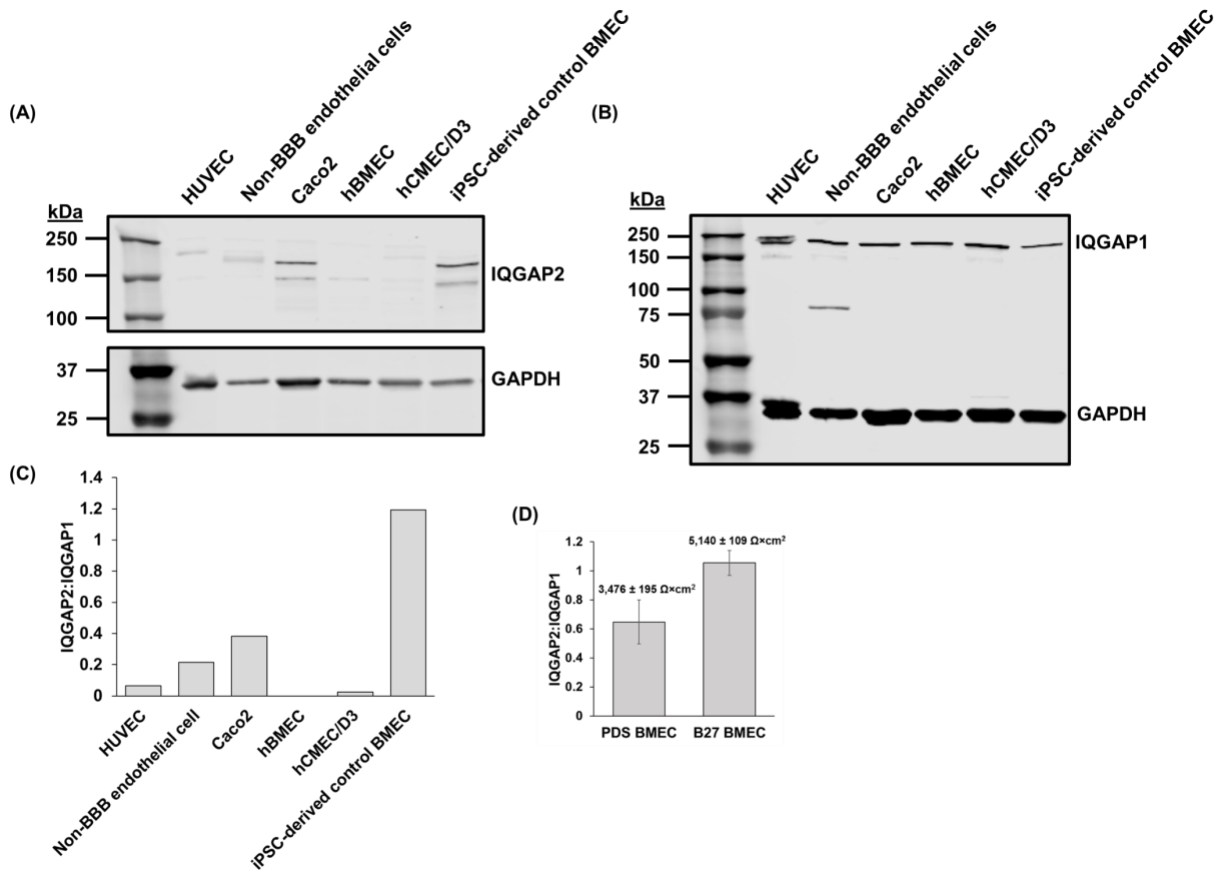 (A)
HUVEC
Non-BBB endothelial cells
Caco2
hBMEC
hCMEC/D3
iPSC-derived control BMEC
kDa
250
150
100
IQGAP2
37
25
GAPDH
(B)
HUVEC
Non-BBB endothelial cells
Caco2
hBMEC
hCMEC/D3
iPSC-derived control BMEC
kDa
250
150
100
75
50
37
25
IQGAP1
GAPDH
(C)
IQGAP2:IQGAP1
1.4
1.2
1
0.8
0.6
0.4
0.2
0
HUVEC
Non-BBB endothelial cell
Caco2
hBMEC
hCMEC/D3
iPSC-derived control BMEC
(D)
IQGAP2:IQGAP1
1.2
1
0.8
0.6
0.4
0.2
0
3,476 ± 195 Ω×cm²
5,140 ± 109 Ω×cm²
PDS BMEC
B27 BMEC